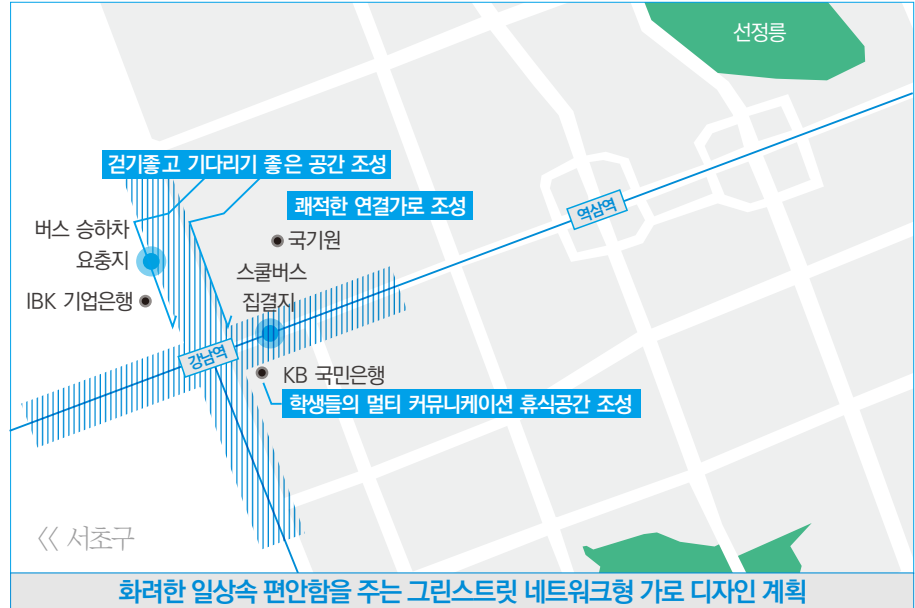 선정릉
걷기좋고 기다리기 좋은 공간 조성
쾌적한 연결가로 조성
역삼역
버스 승하차
요충지
국기원
스쿨버스
집결지
IBK 기업은행
강남역
KB 국민은행
학생들의 멀티 커뮤니케이션 휴식공간 조성
〈〈 서초구
화려한 일상속 편안함을 주는 그린스트릿 네트워크형 가로 디자인 계획